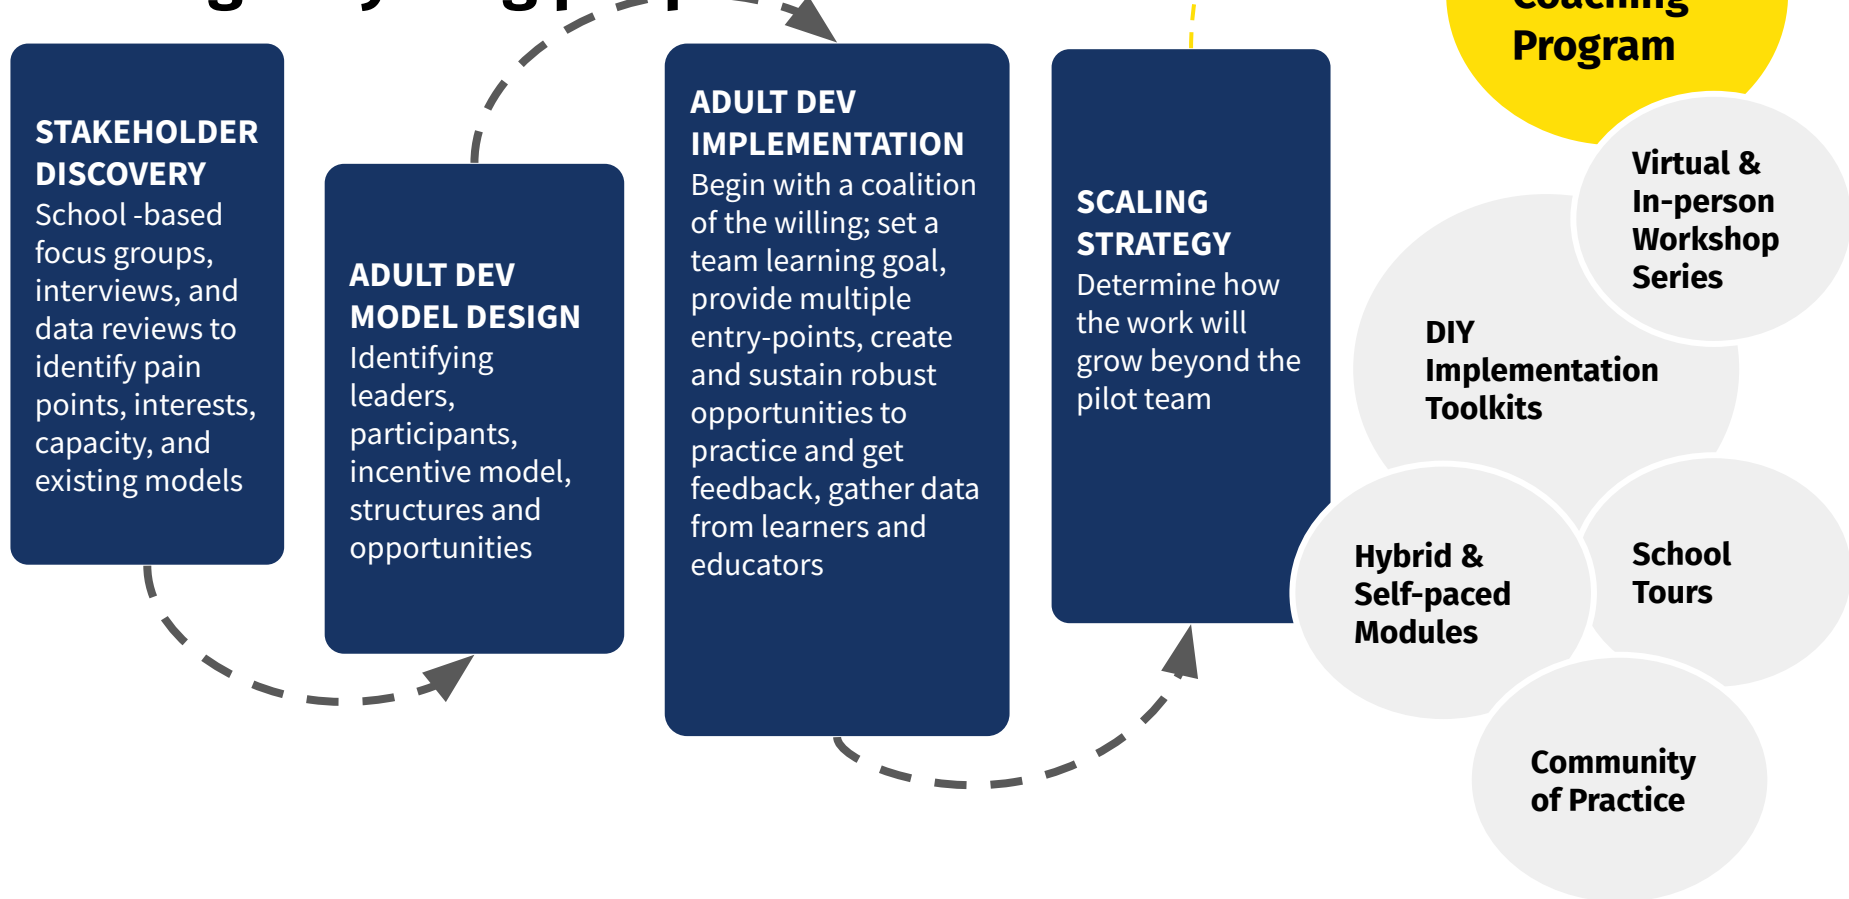 STAKEHOLDER
DISCOVERY
School -based
focus groups,
interviews, and
data reviews to
identify pain
points, interests,
capacity, and
existing models
ADULT DEV
MODEL DESIGN
Identifying
leaders,
participants,
incentive model,
structures and
opportunities
ADULT DEV
IMPLEMENTATION
Begin with a coalition
of the willing; set a
team learning goal,
provide multiple
entry-points, create
and sustain robust
opportunities to
practice and get
feedback, gather data
from learners and
educators
SCALING
STRATEGY
Determine how
the work will
grow beyond the
pilot team
Coaching
Program
Virtual &
In-person
Workshop
Series
DIY
Implementation
Toolkits
Hybrid &
Self-paced
Modules
School
Tours
Community
of Practice